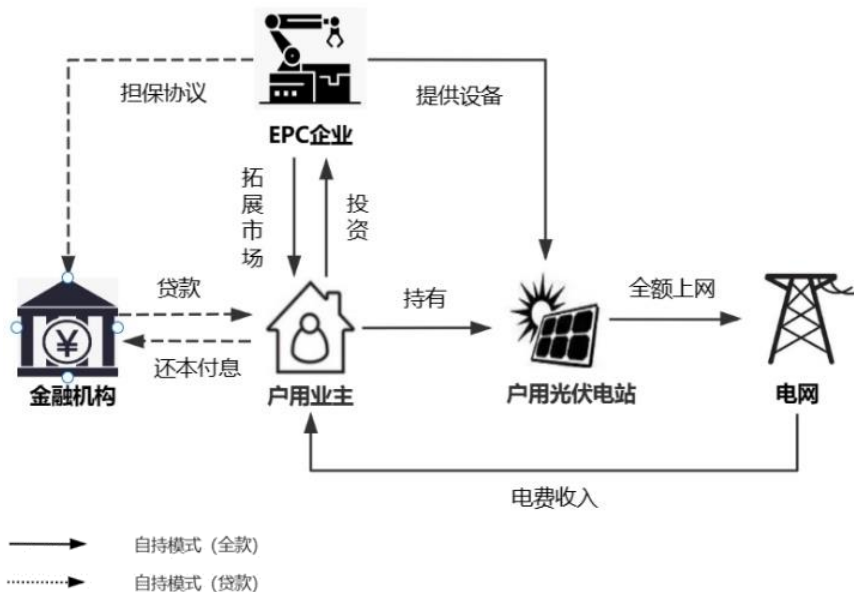 担保协议
提供设备
EPC企业
拓展市场
投资
贷款
持有
全额上网
¥
还本付息
金融机构
户用业主
户用光伏电站
电网
电费收入
自持模式（全款）
自持模式（贷款）